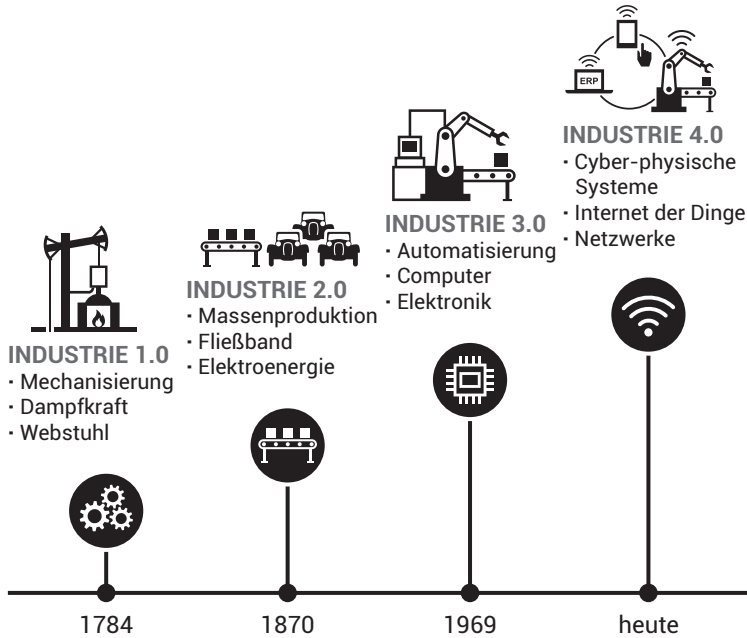 ERP
INDUSTRIE 4.0
· Cyber-physische
Systeme
· Internet der Dinge
· Netzwerke
INDUSTRIE 3.0
· Automatisierung
· Computer
· Elektronik
INDUSTRIE 2.0
· Massenproduktion
· Fließband
· Elektroenergie
INDUSTRIE 1.0
· Mechanisierung
· Dampfkraft
· Webstuhl
1784
1870
1969
heute